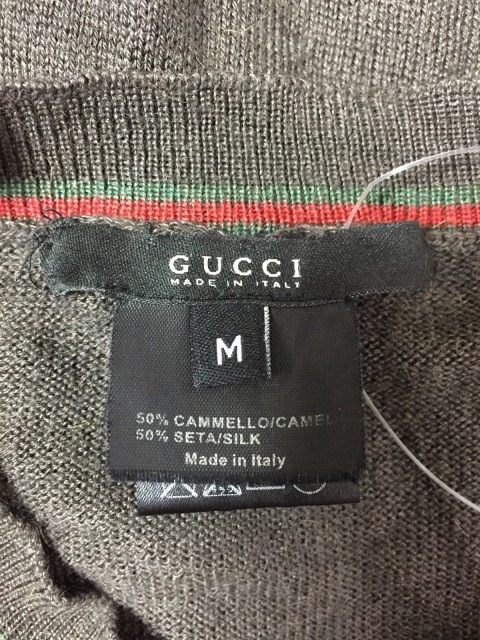 GUCCI
MADE IN ITALY
M
50% CAMMELLO/CAMEL
50% SETA/SILK
Made in Italy